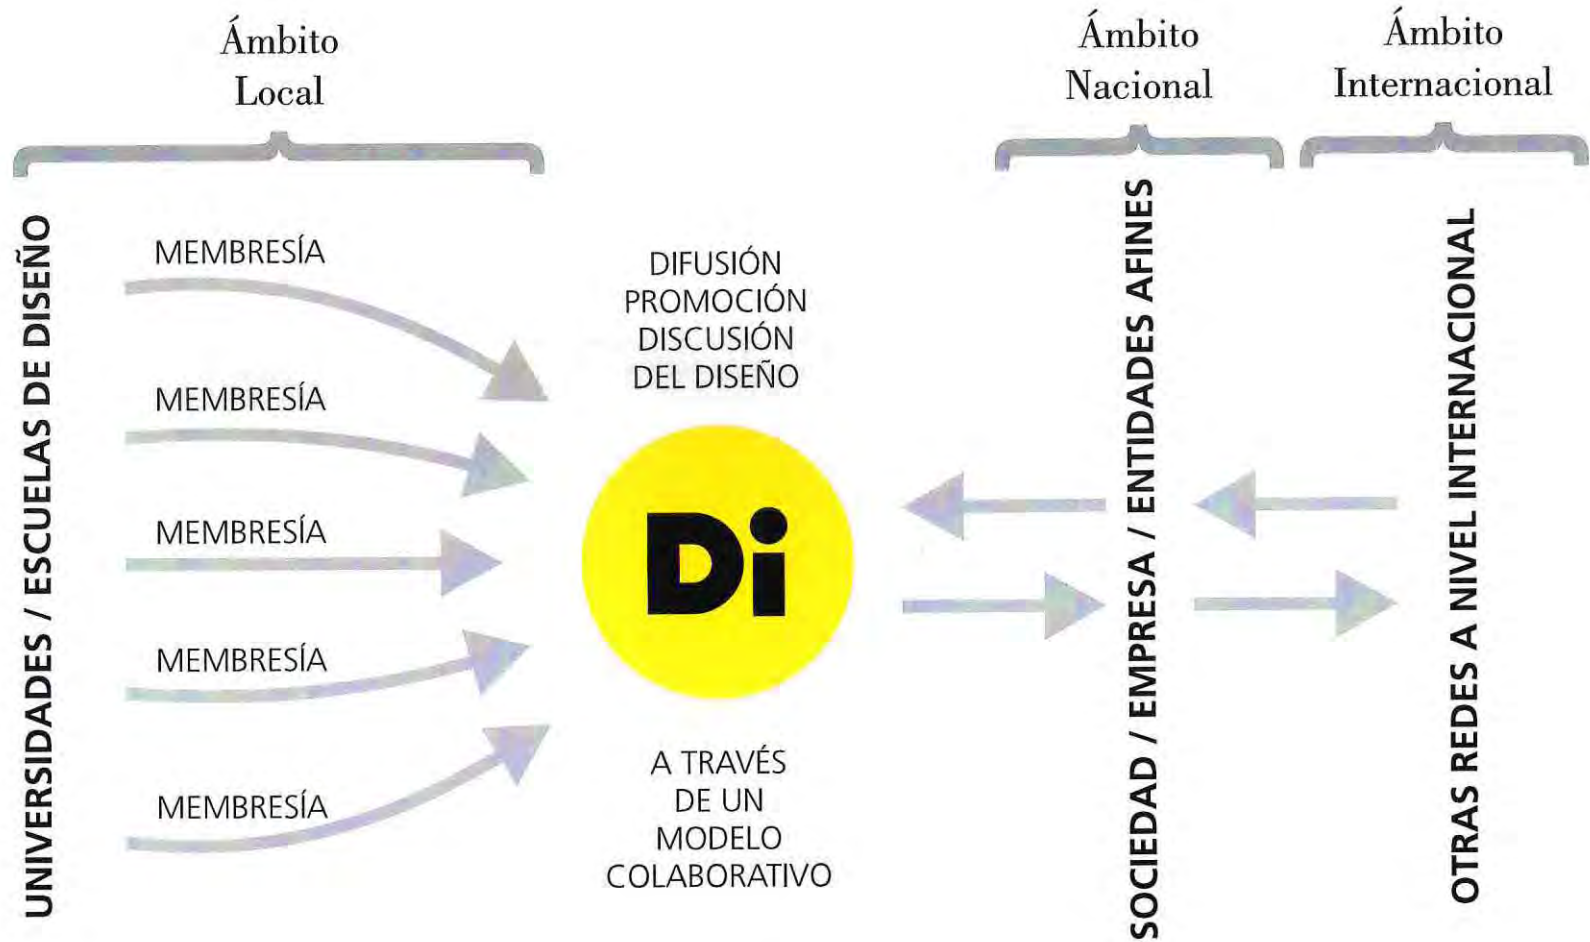 Ámbito
Local
Ámbito
Nacional
Ámbito
Internacional
UNIVERSIDADES / ESCUELAS DE DISEÑO
MEMBRESÍA
MEMBRESÍA
MEMBRESÍA
MEMBRESÍA
MEMBRESÍA
DIFUSIÓN
PROMOCIÓN
DISCUSIÓN
DEL DISEÑO
Di
A TRAVÉS
DE UN
MODELO
COLABORATIVO
SOCIEDAD / EMPRESA / ENTIDADES AFINES
OTRAS REDES A NIVEL INTERNACIONAL